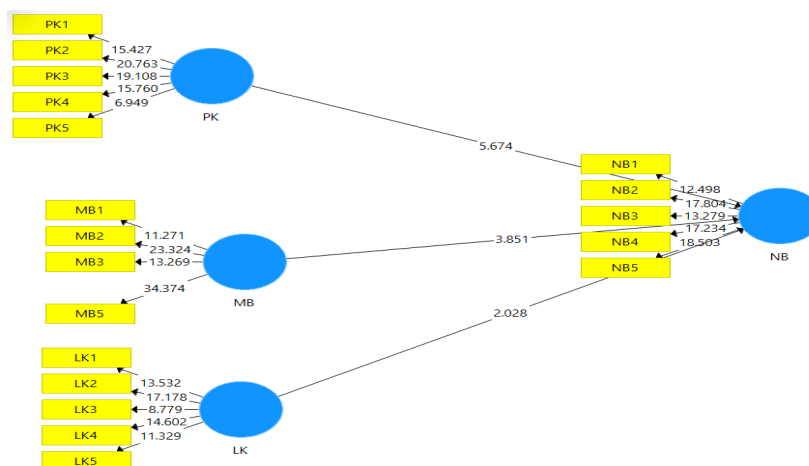 PK1
PK2
PK3
PK4
PK5
15.427
20.763
19.108
15.760
6.949
PK
5.674
MB1
MB2
MB3
MB5
11.271
23.324
13.269
34.374
MB
3.851
LK1
LK2
LK3
LK4
LK5
13.532
17.178
8.779
14.602
11.329
LK
2.028
NB1
NB2
NB3
NB4
NB5
12.498
17.804
13.279
17.234
18.503
NB